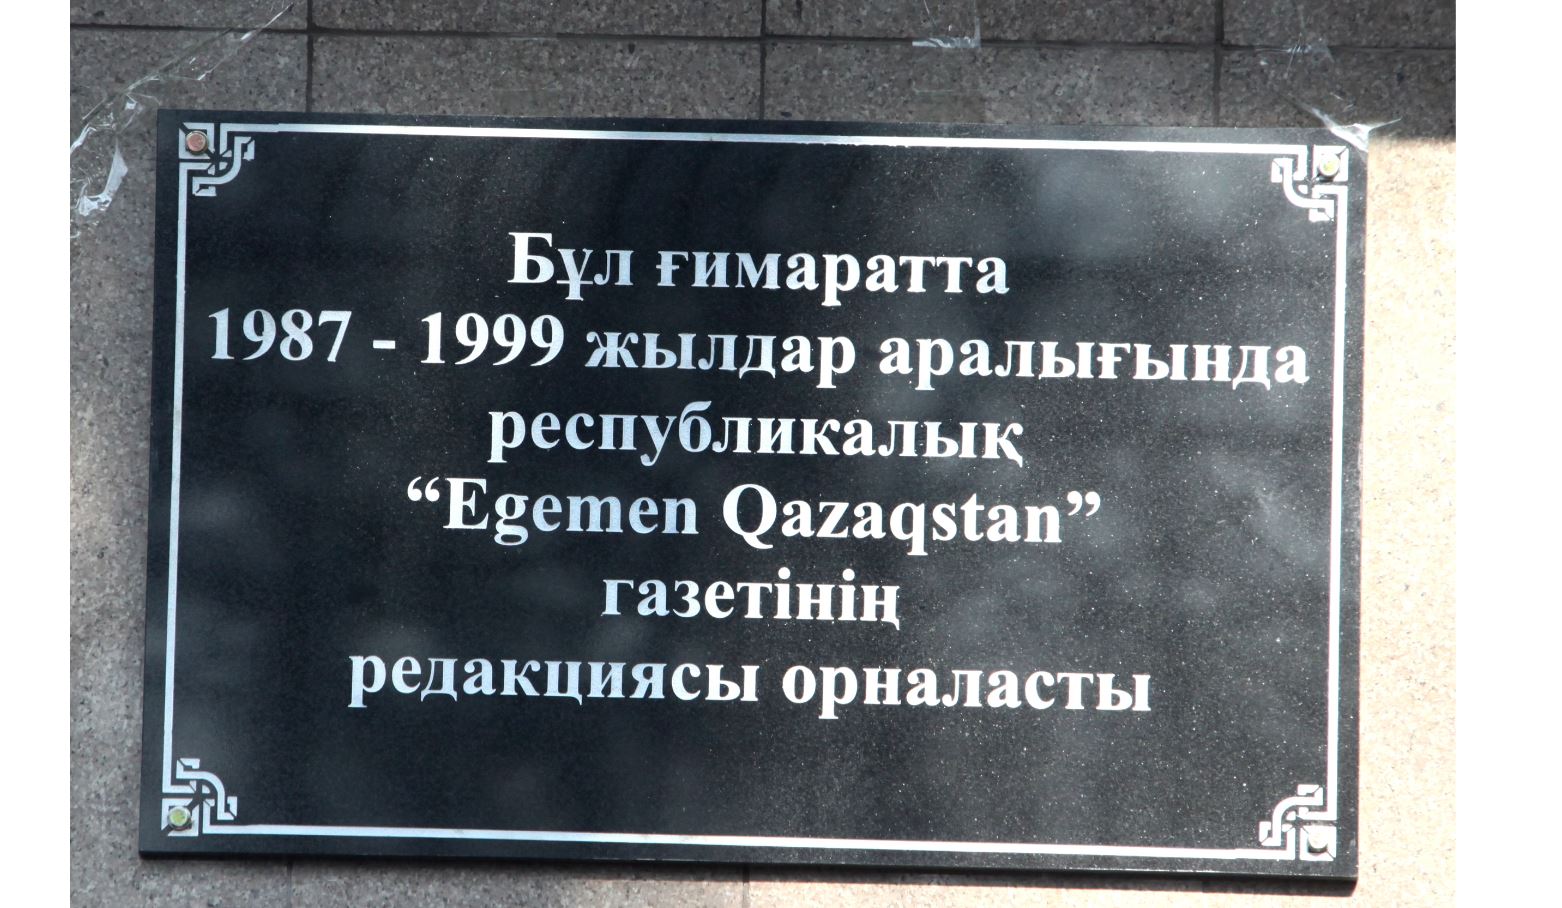 Бұл ғимаратта
1987 - 1999 жылдар аралығында
республикалық
“Egemen Qazaqstan”
газетінің
редакциясы орналасты